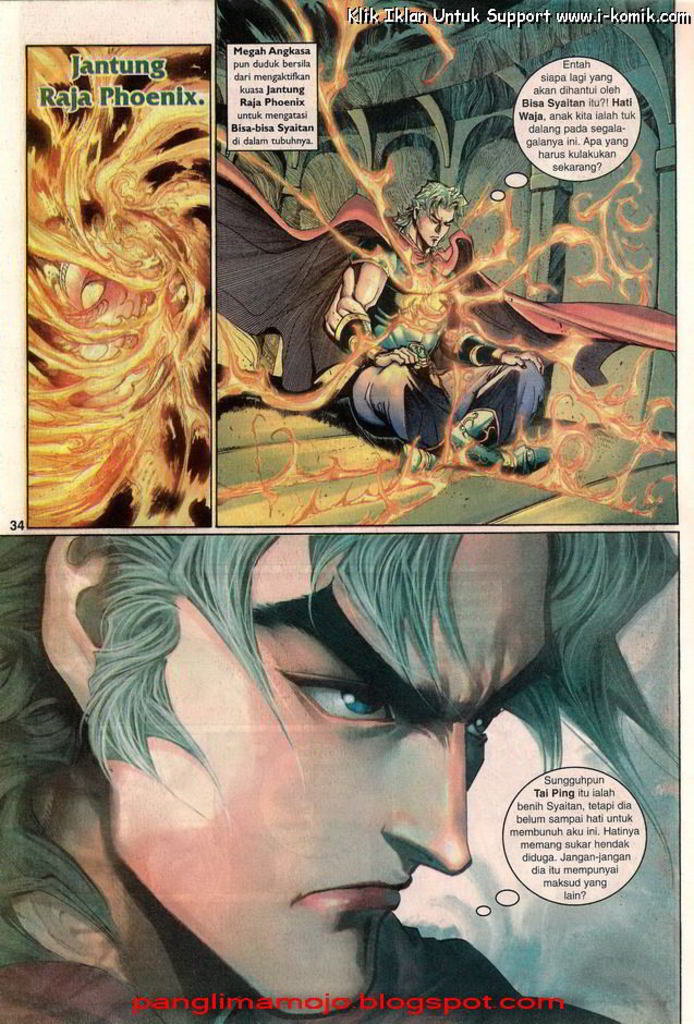 Klik Iklan Untuk Support www.i-komik.com
Jantung
Raja Phoenix.
Megah Angkasa
pun duduk bersila
dari mengaktifkan
kuasa Jantung
Raja Phoenix
untuk mengatasi
Bisa-bisa Syaitan
di dalam tubuhnya.
Entah
siapa lagi yang
akan dihantui oleh
Bisa Syaitan itu?! Hati
Waja, anak kita ialah tuk
dalang pada segala-
galanya ini. Apa yang
harus kulakukan
sekarang?
34
Sungguhpun
Tai Ping itu ialah
benih Syaitan, tetapi dia
belum sampai hati untuk
membunuh aku ini. Hatinya
memang sukar hendak
diduga. Jangan-jangan
dia itu mempunyai
maksud yang
lain?
panglimamojo.blogspot.com